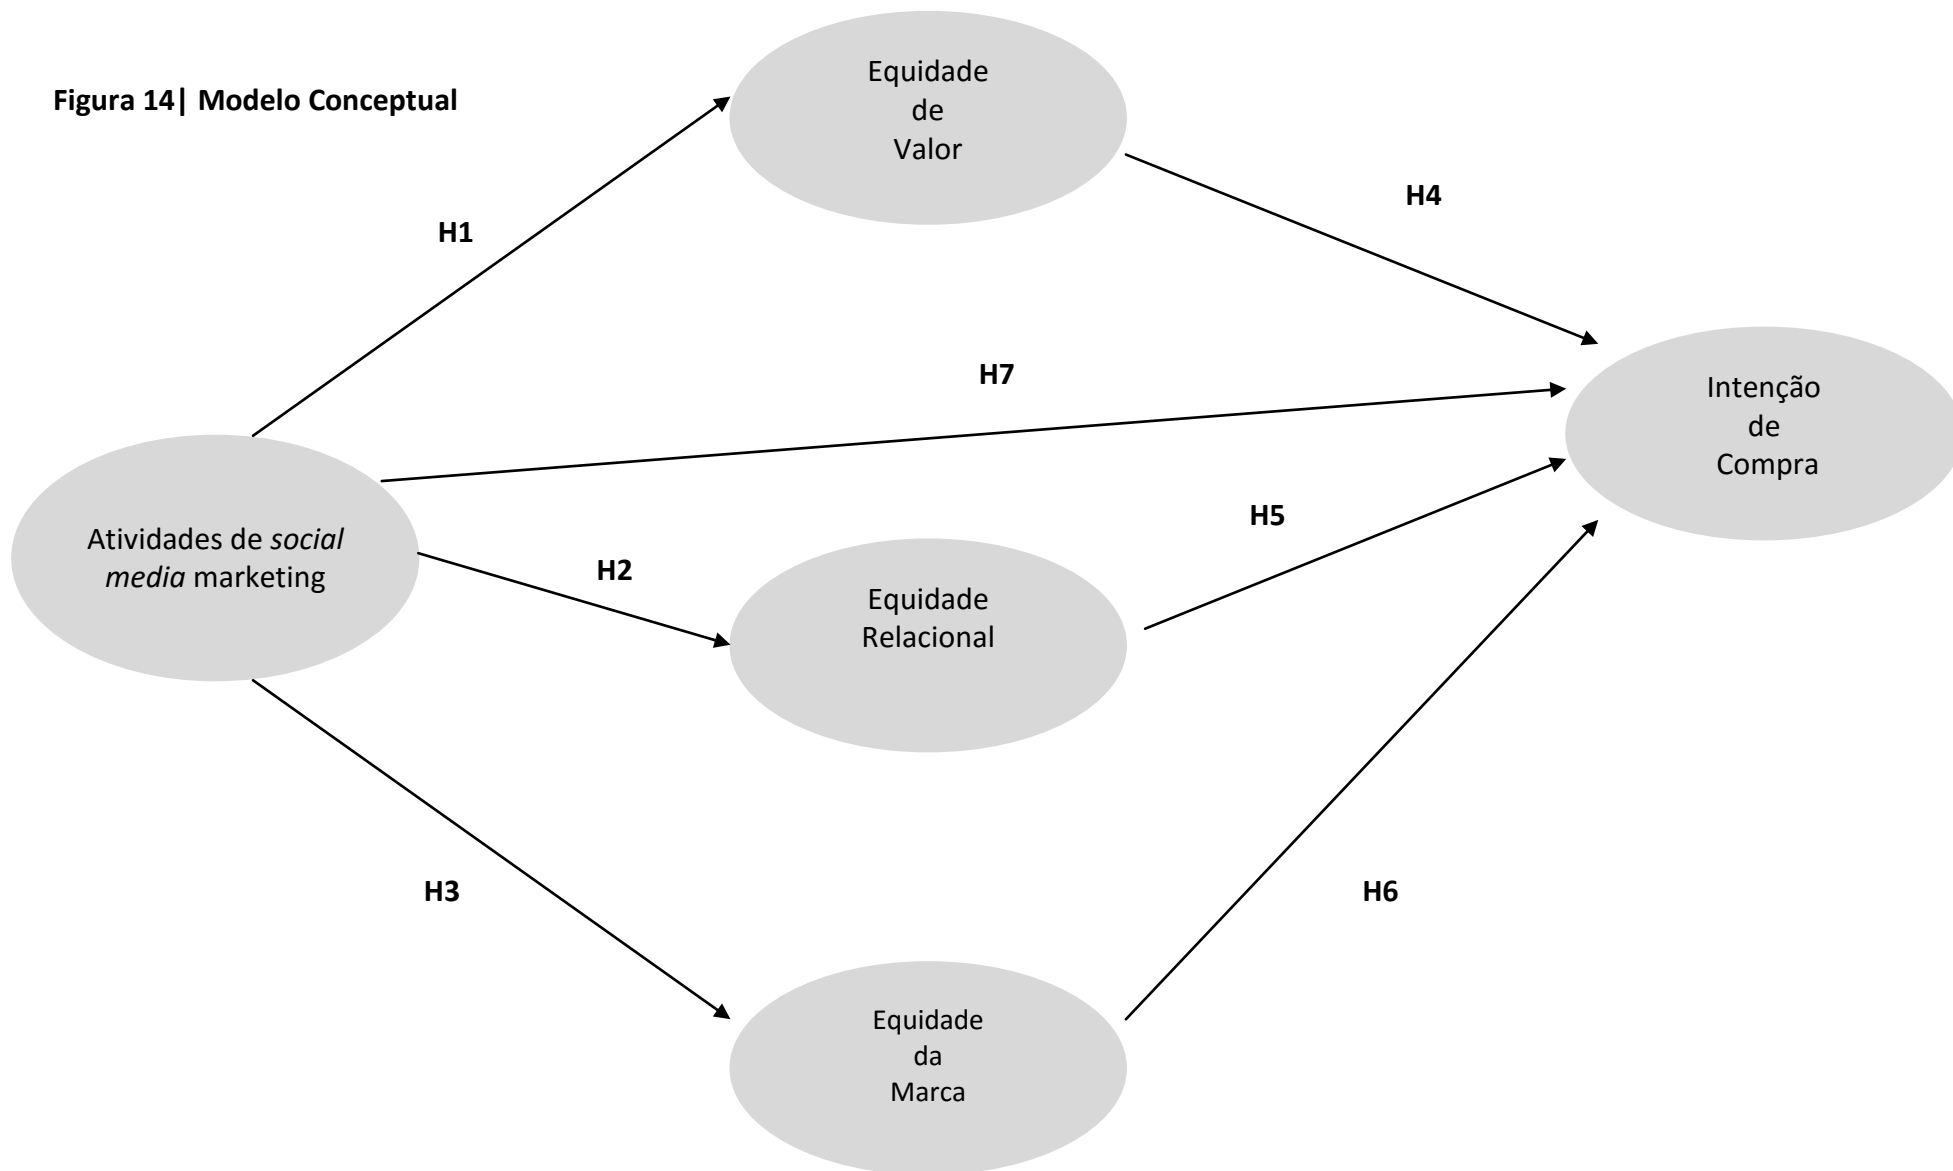 Figura 14| Modelo Conceptual
Equidade
de
Valor
H1
H4
H7
Intenção
de
Compra
Atividades de social
media marketing
H2
H5
Equidade
Relacional
H3
H6
Equidade
da
Marca